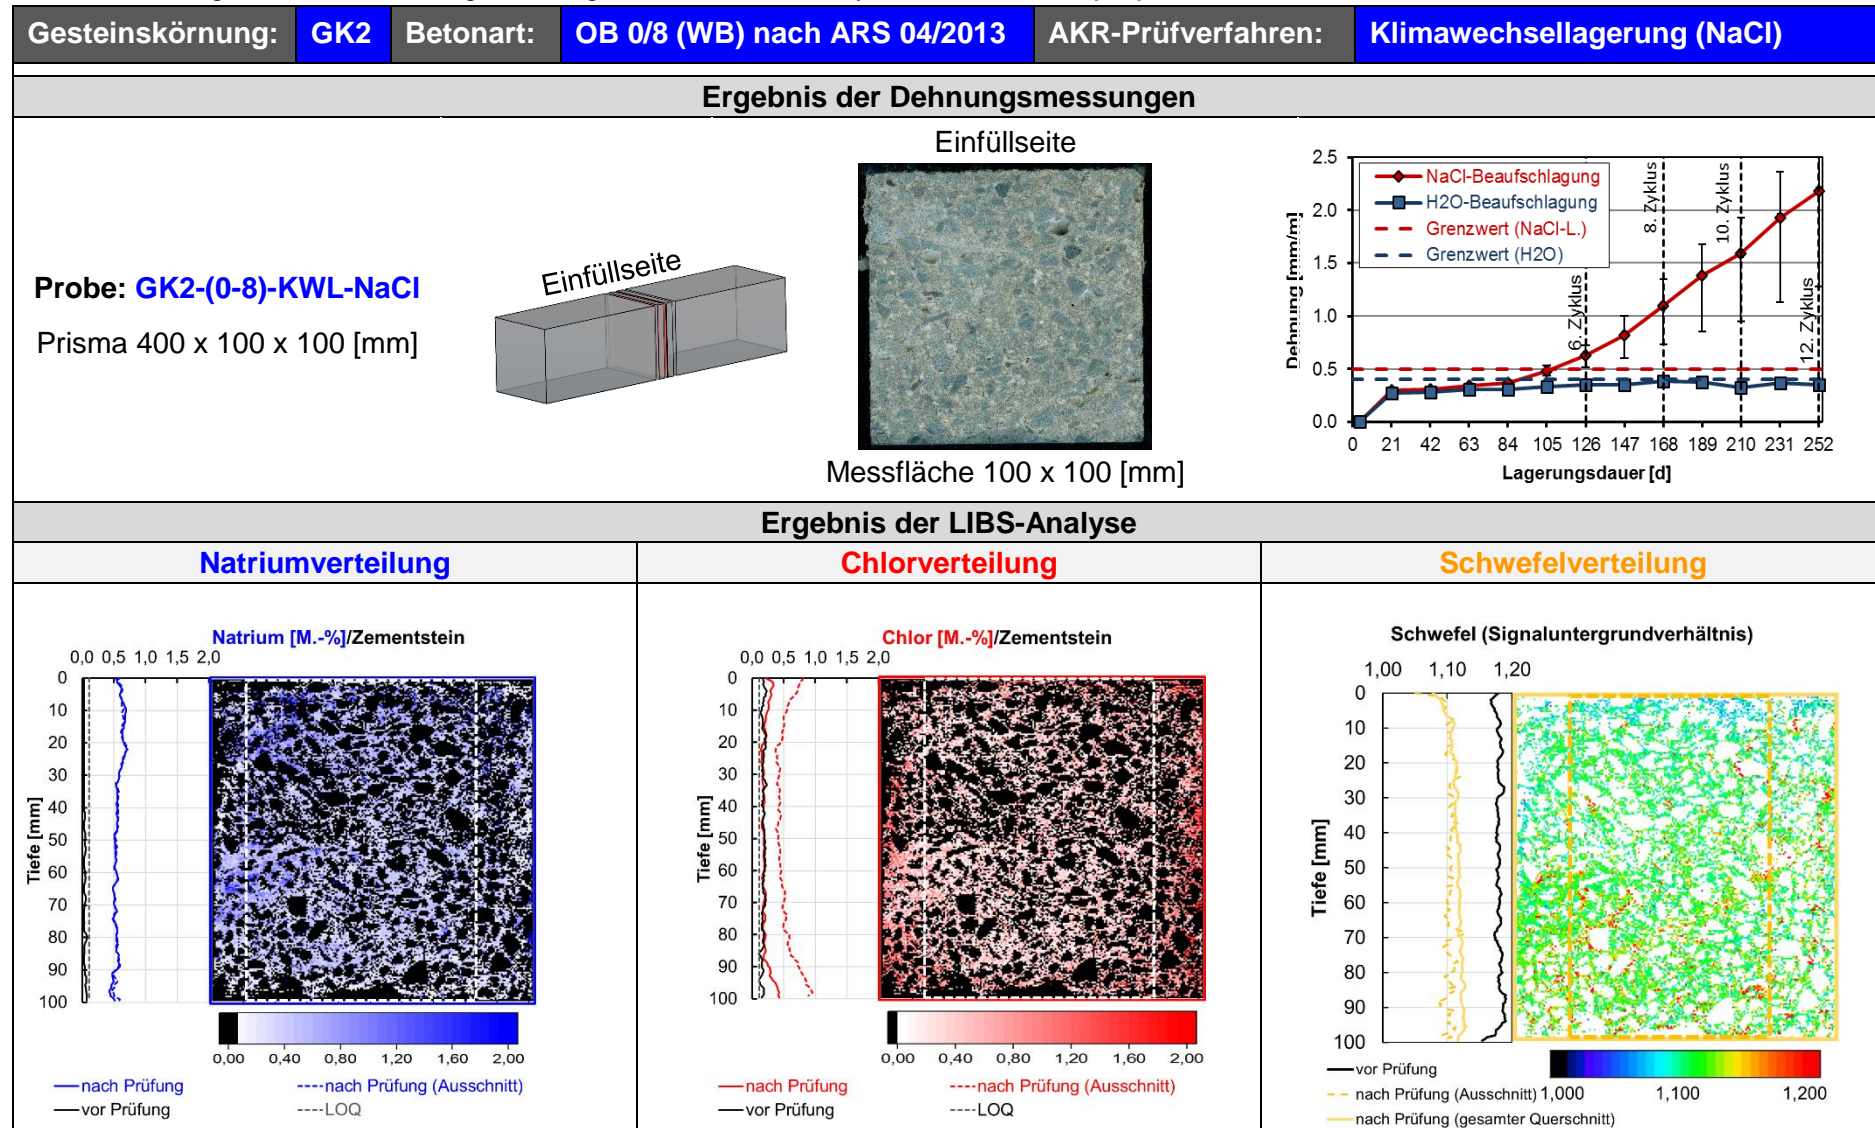 Gesteinskörnung: GK2 Betonart: OB 0/8 (WB) nach ARS 04/2013 AKR-Prüfverfahren: Klimawechsellagerung (NaCl)
Ergebnis der Dehnungsmessungen
Probe: GK2-(0-8)-KWL-NaCl
Prisma 400 x 100 x 100 [mm]
Einfüllseite
Einfüllseite
Messfläche 100 x 100 [mm]
Dehnung [mm/m]
2.5
2.0
1.5
1.0
0.5
0.0
NaCl-Beaufschlagung
H2O-Beaufschlagung
Grenzwert (NaCl-L.)
Grenzwert (H2O)
6. Zyklus
8. Zyklus
10. Zyklus
12. Zyklus
0 21 42 63 84 105 126 147 168 189 210 231 252
Lagerungsdauer [d]
Ergebnis der LIBS-Analyse
Natriumverteilung
Natrium [M.-%]/Zementstein
0,0 0,5 1,0 1,5 2,0
Tiefe [mm]
0
10
20
30
40
50
60
70
80
90
100
0,00 0,40 0,80 1,20 1,60 2,00
nach Prüfung
nach Prüfung (Ausschnitt)
vor Prüfung
LOQ
Chlorverteilung
Chlor [M.-%]/Zementstein
0,0 0,5 1,0 1,5 2,0
Tiefe [mm]
0
10
20
30
40
50
60
70
80
90
100
0,00 0,40 0,80 1,20 1,60 2,00
nach Prüfung
nach Prüfung (Ausschnitt)
vor Prüfung
LOQ
Schwefelverteilung
Schwefel (Signaluntergrundverhältnis)
1,00 1,10 1,20
Tiefe [mm]
0
10
20
30
40
50
60
70
80
90
100
vor Prüfung
nach Prüfung (Ausschnitt)
1,000 1,100 1,200
nach Prüfung (gesamter Querschnitt)